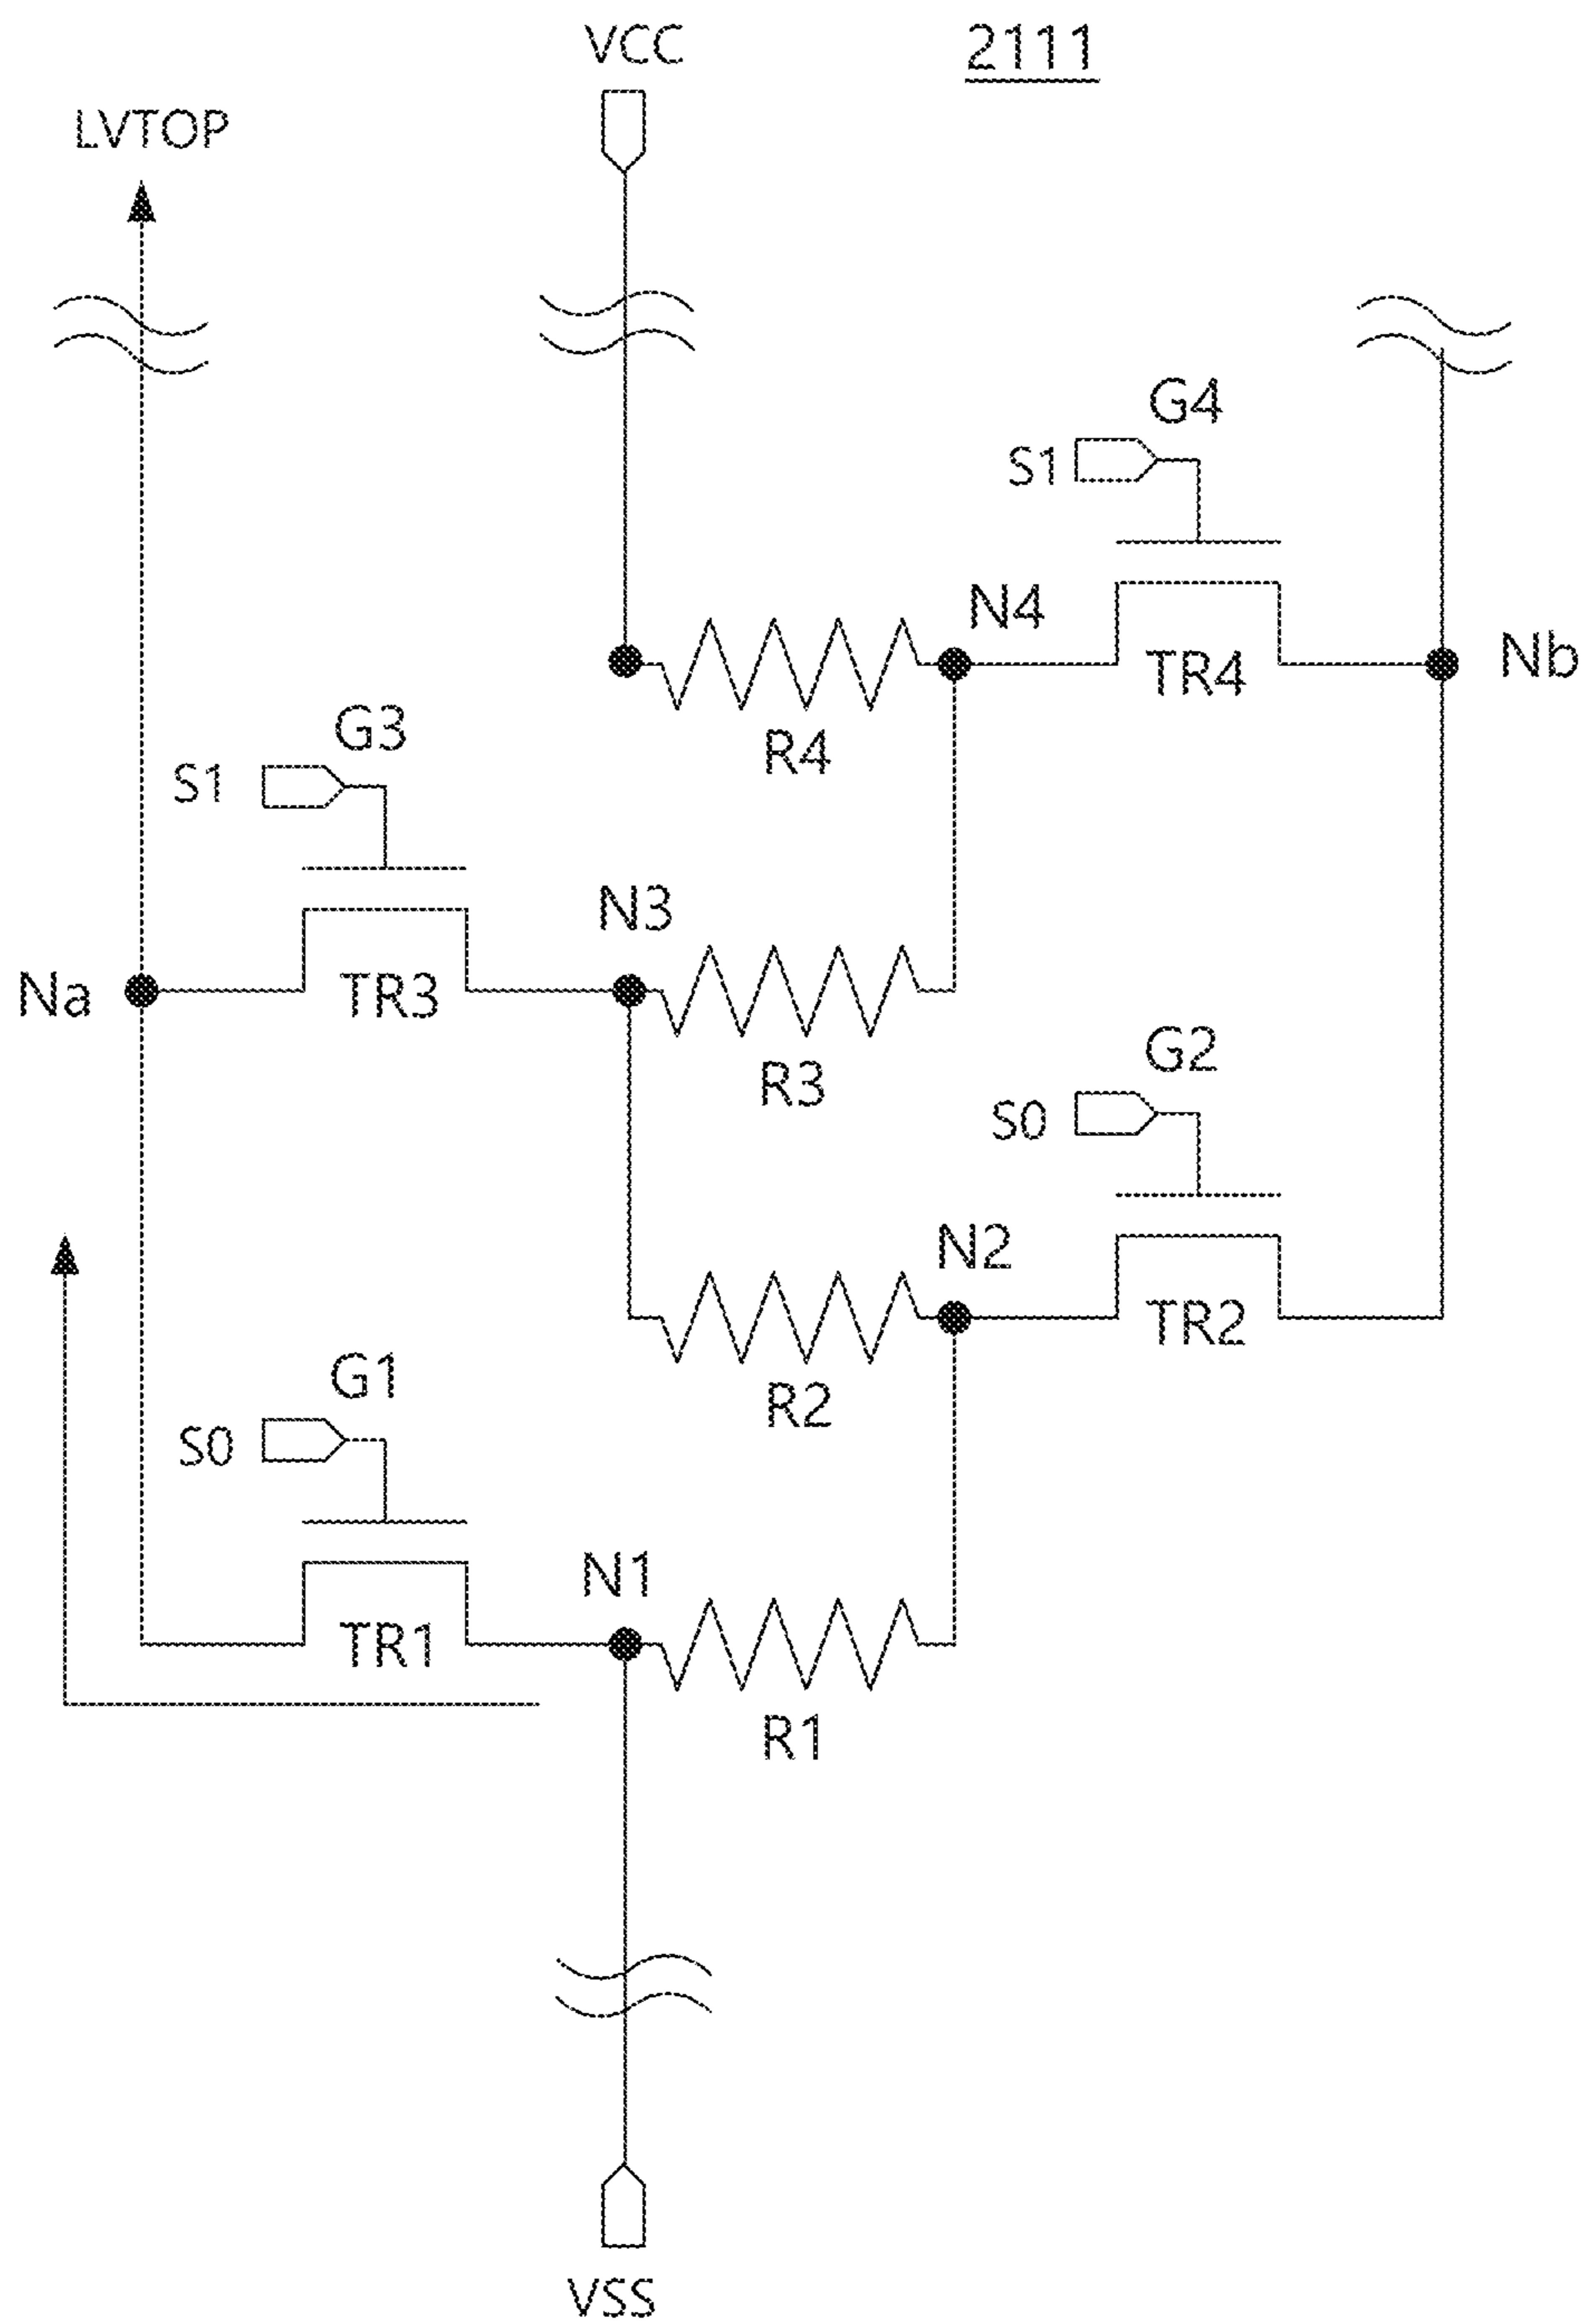 VCC
2111
LVTOP
G4
S1
N4
TR4
Nb
R4
G3
S1
N3
Na
TR3
R3
G2
S0
N2
TR2
R2
G1
S0
N1
TR1
R1
VSS